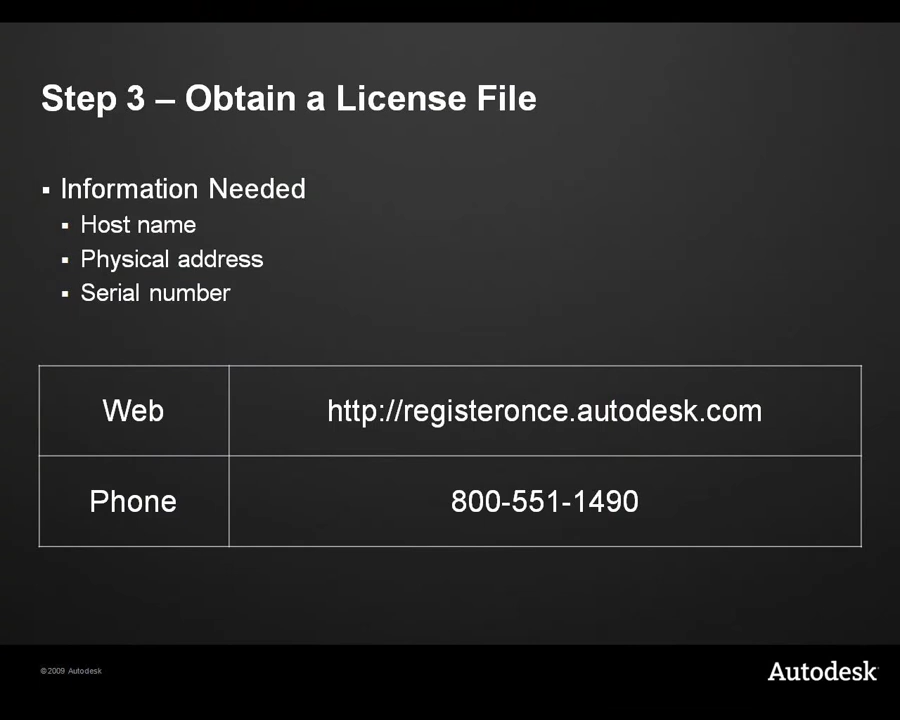 Step 3 – Obtain a License File
▪ Information Needed
▪ Host name
▪ Physical address
▪ Serial number
Web http://registeronce.autodesk.com
Phone 800-551-1490
©2009 Autodesk
Autodesk